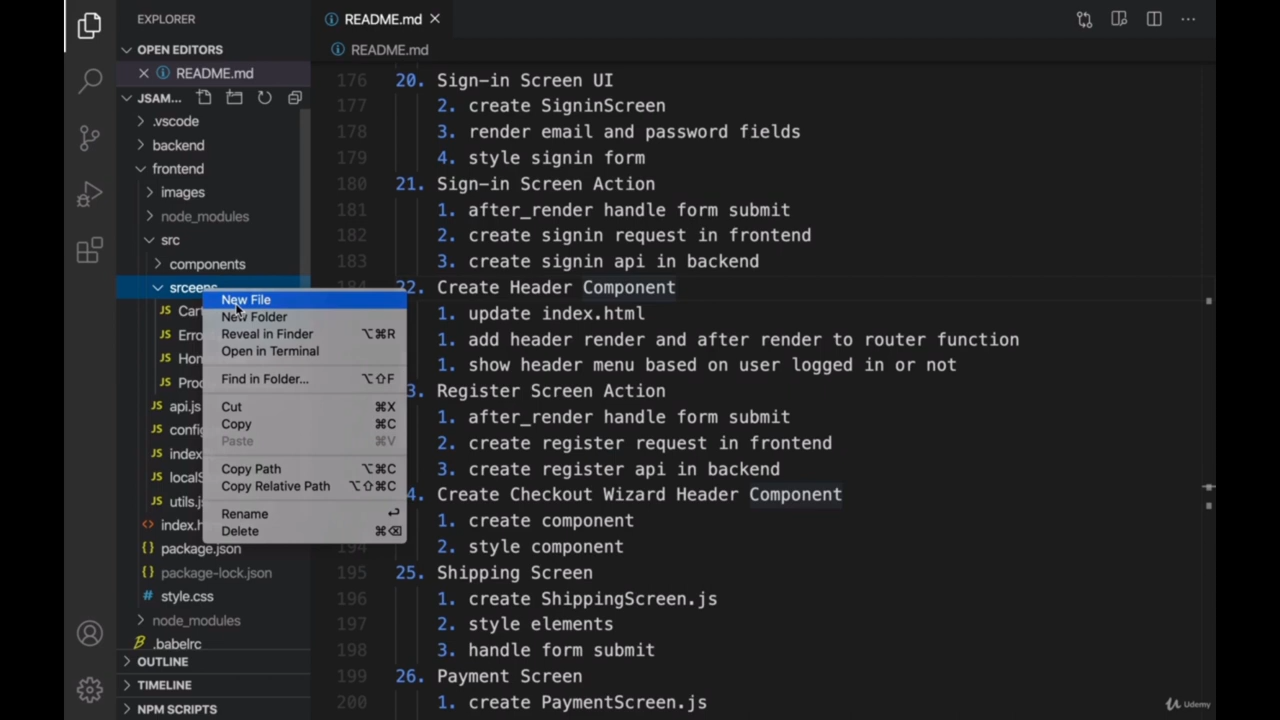 EXPLORER
OPEN EDITORS
README.md
JSAM...
.vscode
backend
frontend
images
node_modules
src
components
srceens
Cart
Erro
Hom
Proc
api.js
config
index
localS
utils.js
index.h
package.json
package-lock.json
style.css
node_modules
.babelrc
OUTLINE
TIMELINE
NPM SCRIPTS
New File
New Folder
Reveal in Finder ⌥⌘R
Open in Terminal
Find in Folder... ⌥⇧F
Cut ⌘X
Copy ⌘C
Paste ⌘V
Copy Path ⌥⌘C
Copy Relative Path ⌥⇧⌘C
Rename ↩
Delete ⌘⌫
README.md
README.md
176 20. Sign-in Screen UI
177 2. create SigninScreen
178 3. render email and password fields
179 4. style signin form
180 21. Sign-in Screen Action
181 1. after_render handle form submit
182 2. create signin request in frontend
183 3. create signin api in backend
184 22. Create Header Component
1. update index.html
1. add header render and after render to router function
1. show header menu based on user logged in or not
3. Register Screen Action
1. after_render handle form submit
2. create register request in frontend
3. create register api in backend
4. Create Checkout Wizard Header Component
1. create component
194 2. style component
195 25. Shipping Screen
196 1. create ShippingScreen.js
197 2. style elements
198 3. handle form submit
199 26. Payment Screen
200 1. create PaymentScreen.js
Udemy